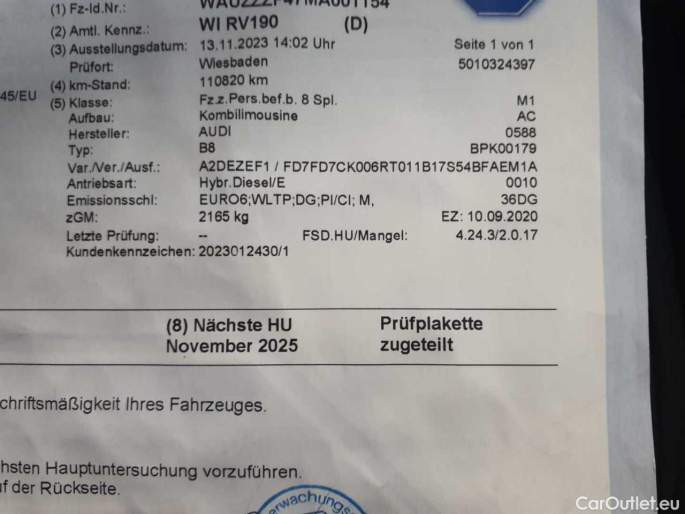 (1) Fz-Id.Nr.:
(2) Amtl. Kennz.: WI RV190 (D)
(3) Ausstellungsdatum: 13.11.2023 14:02 Uhr Seite 1 von 1
Prüfort: Wiesbaden 5010324397
(4) km-Stand: 110820 km
45/EU (5) Klasse: Fz.z.Pers.bef.b. 8 Spl. M1
Aufbau: Kombilimousine AC
Hersteller: AUDI 0588
Typ: B8 BPK00179
Var./Ver./Ausf.: A2DEZEF1 / FD7FD7CK006RT011B17S54BFAEM1A
Antriebsart: Hybr.Diesel/E 0010
Emissionsschl: EURO6;WLTP;DG;PI/CI; M, 36DG
zGM: 2165 kg EZ: 10.09.2020
Letzte Prüfung: -- FSD.HU/Mangel: 4.24.3/2.0.17
Kundenkennzeichen: 2023012430/1
(8) Nächste HU Prüfplakette
November 2025 zugeteilt
chriftsmäßigkeit Ihres Fahrzeuges.
chsten Hauptuntersuchung vorzuführen.
uf der Rückseite.
erwachungs
CarOutlet.eu